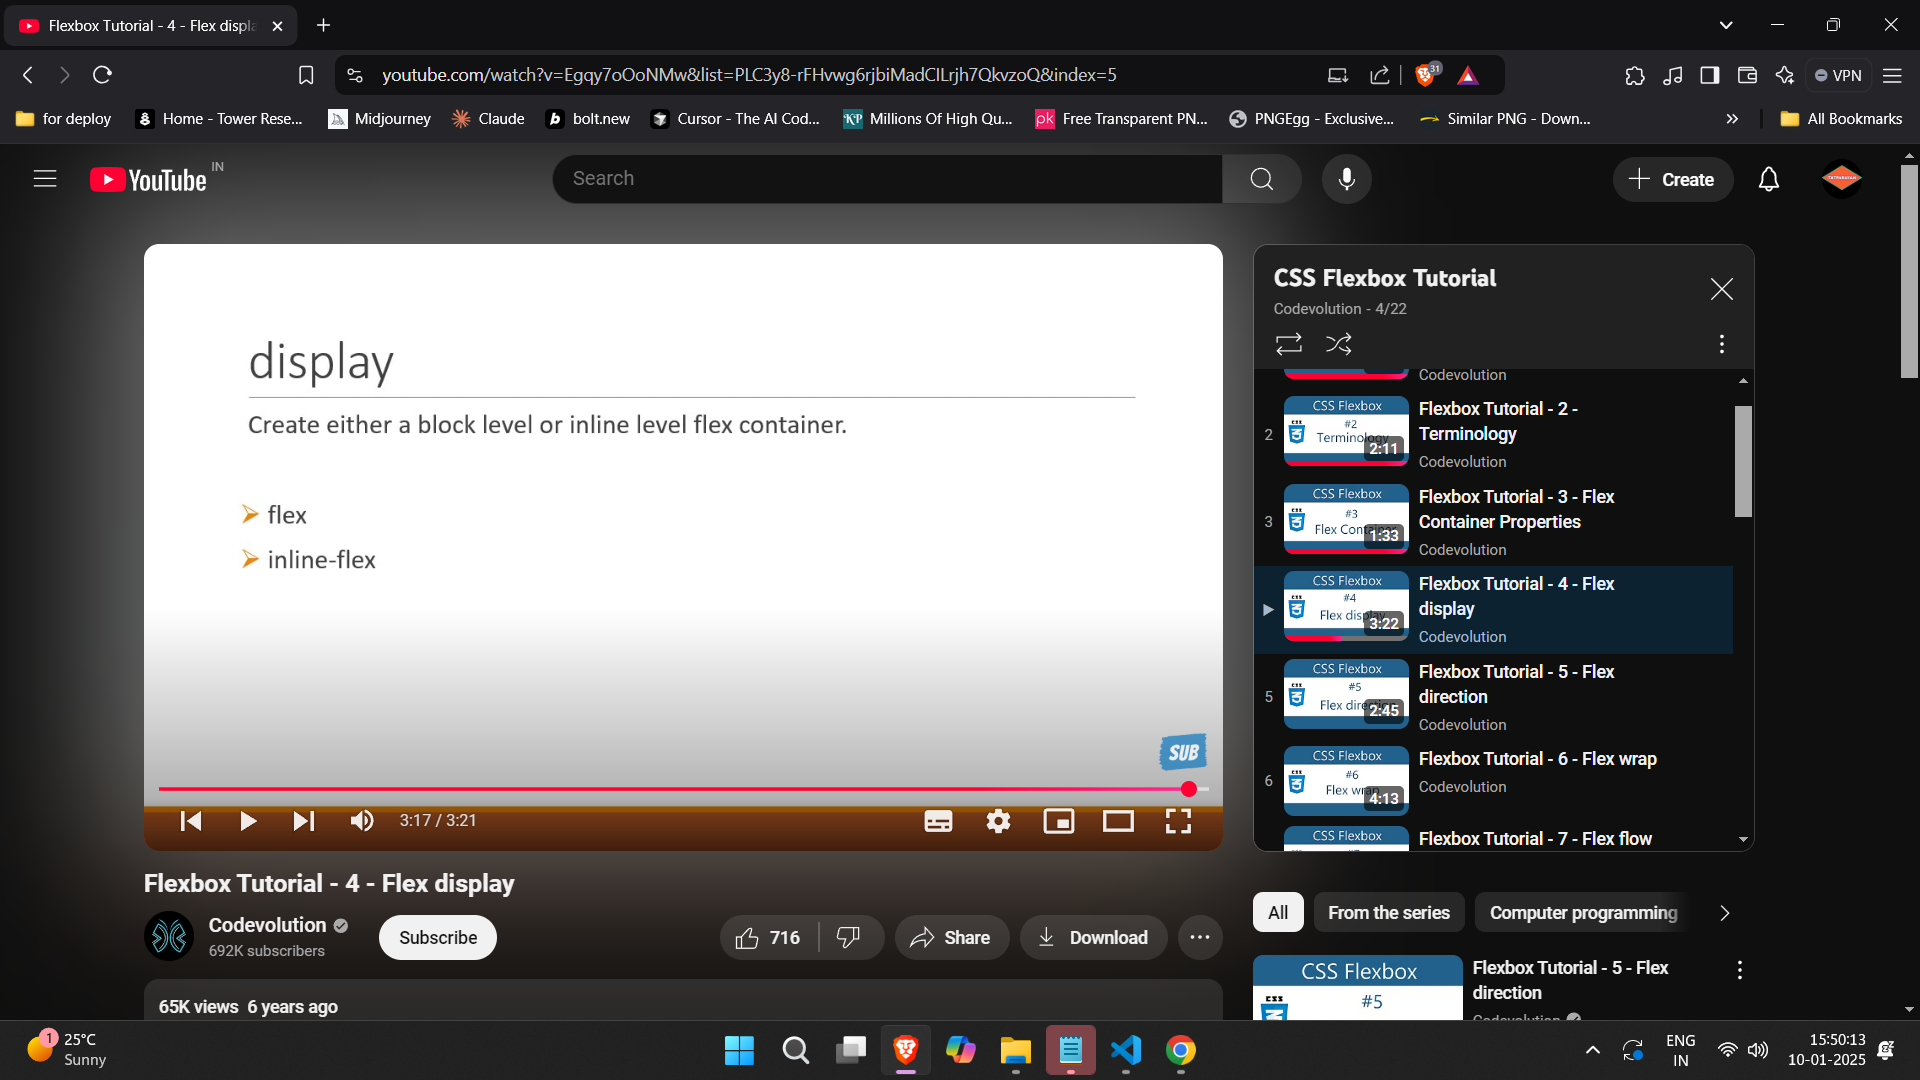 Flexbox Tutorial - 4 - Flex displa
youtube.com/watch?v=Egqy7oOoNMw&list=PLC3y8-rFHvwg6rjbiMadCILrjh7QkvzoQ&index=5
31
VPN
for deploy
Home - Tower Rese...
Midjourney
Claude
bolt.new
Cursor - The AI Cod...
Millions Of High Qu...
Free Transparent PN...
PNGEgg - Exclusive...
Similar PNG - Down...
All Bookmarks
YouTube IN
Search
Create
display
Create either a block level or inline level flex container.
flex
inline-flex
SUB
3:17 / 3:21
CSS Flexbox Tutorial
Codevolution - 4/22
Codevolution
2
CSS Flexbox
#2
Terminology
2:11
Flexbox Tutorial - 2 -
Terminology
Codevolution
3
CSS Flexbox
#3
Flex Container
1:33
Flexbox Tutorial - 3 - Flex
Container Properties
Codevolution
CSS Flexbox
#4
Flex display
3:22
Flexbox Tutorial - 4 - Flex
display
Codevolution
5
CSS Flexbox
#5
Flex direction
2:45
Flexbox Tutorial - 5 - Flex
direction
Codevolution
6
CSS Flexbox
#6
Flex wrap
4:13
Flexbox Tutorial - 6 - Flex wrap
Codevolution
CSS Flexbox
Flexbox Tutorial - 7 - Flex flow
Flexbox Tutorial - 4 - Flex display
Codevolution
692K subscribers
Subscribe
716
Share
Download
65K views 6 years ago
All
From the series
Computer programming
CSS Flexbox
#5
Flexbox Tutorial - 5 - Flex
direction
Codevolution
1
25°C
Sunny
ENG
IN
15:50:13
10-01-2025